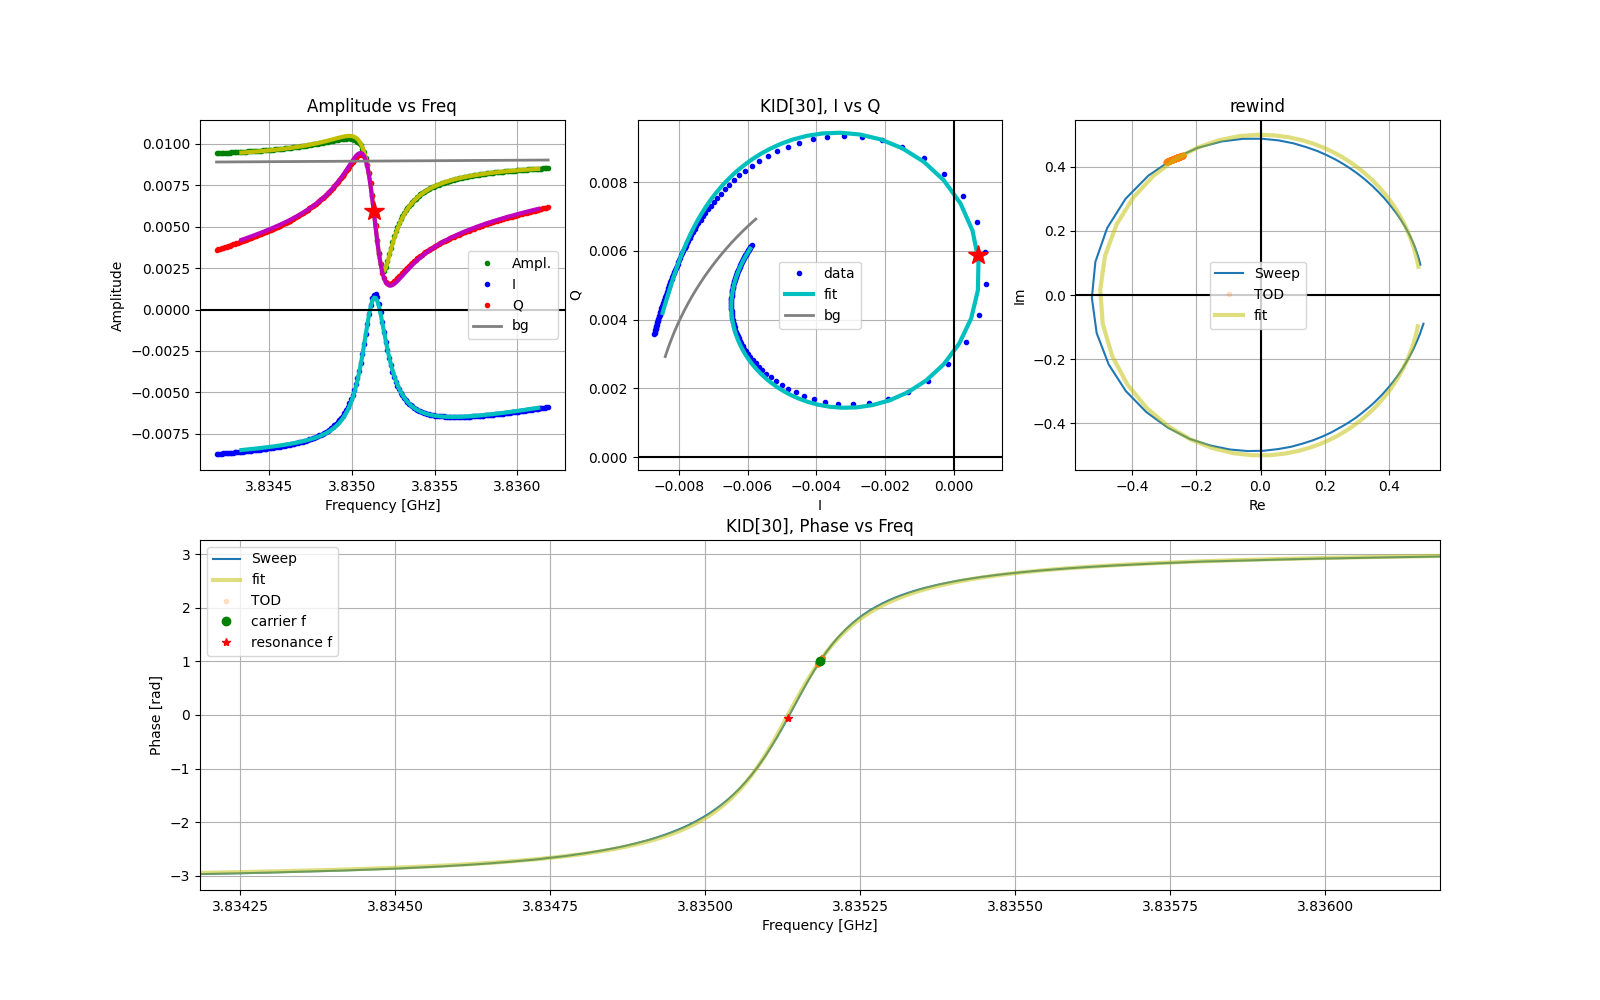 Amplitude vs Freq
KID[30], I vs Q
rewind
0.0100
0.0075
0.0050
0.0025
0.0000
−0.0025
−0.0050
−0.0075
Amplitude
Ampl.
I
Q
bg
3.8345
3.8350
3.8355
3.8360
Frequency [GHz]
0.008
0.006
0.004
0.002
0.000
Q
data
fit
bg
−0.008
−0.006
−0.004
−0.002
0.000
I
0.4
0.2
0.0
−0.2
−0.4
Im
Sweep
TOD
fit
−0.4
−0.2
0.0
0.2
0.4
Re
KID[30], Phase vs Freq
3
2
1
0
−1
−2
−3
Phase [rad]
Sweep
fit
TOD
carrier f
resonance f
3.83425
3.83450
3.83475
3.83500
3.83525
3.83550
3.83575
3.83600
Frequency [GHz]